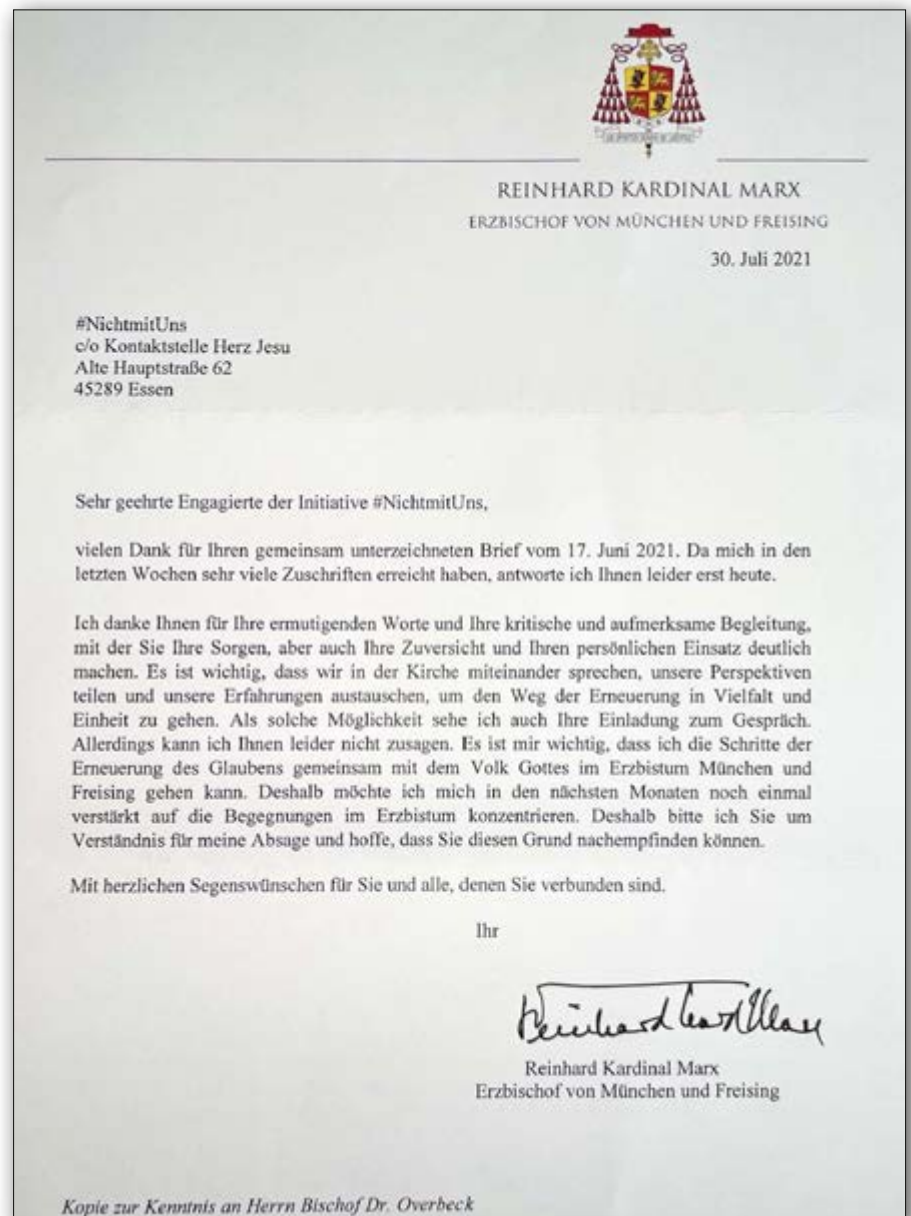 REINHARD KARDINAL MARX
ERZBISCHOF VON MÜNCHEN UND FREISING
30. Juli 2021
#NichtmitUns
c/o Kontaktstelle Herz Jesu
Alte Hauptstraße 62
45289 Essen
Sehr geehrte Engagierte der Initiative #NichtmitUns,
vielen Dank für Ihren gemeinsam unterzeichneten Brief vom 17. Juni 2021. Da mich in den
letzten Wochen sehr viele Zuschriften erreicht haben, antworte ich Ihnen leider erst heute.
Ich danke Ihnen für Ihre ermutigenden Worte und Ihre kritische und aufmerksame Begleitung,
mit der Sie Ihre Sorgen, aber auch Ihre Zuversicht und Ihren persönlichen Einsatz deutlich
machen. Es ist wichtig, dass wir in der Kirche miteinander sprechen, unsere Perspektiven
teilen und unsere Erfahrungen austauschen, um den Weg der Erneuerung in Vielfalt und
Einheit zu gehen. Als solche Möglichkeit sehe ich auch Ihre Einladung zum Gespräch.
Allerdings kann ich Ihnen leider nicht zusagen. Es ist mir wichtig, dass ich die Schritte der
Erneuerung des Glaubens gemeinsam mit dem Volk Gottes im Erzbistum München und
Freising gehen kann. Deshalb möchte ich mich in den nächsten Monaten noch einmal
verstärkt auf die Begegnungen im Erzbistum konzentrieren. Deshalb bitte ich Sie um
Verständnis für meine Absage und hoffe, dass Sie diesen Grund nachempfinden können.
Mit herzlichen Segenswünschen für Sie und alle, denen Sie verbunden sind.
Ihr
Reinhard Card Marx
Reinhard Kardinal Marx
Erzbischof von München und Freising
Kopie zur Kenntnis an Herrn Bischof Dr. Overbeck